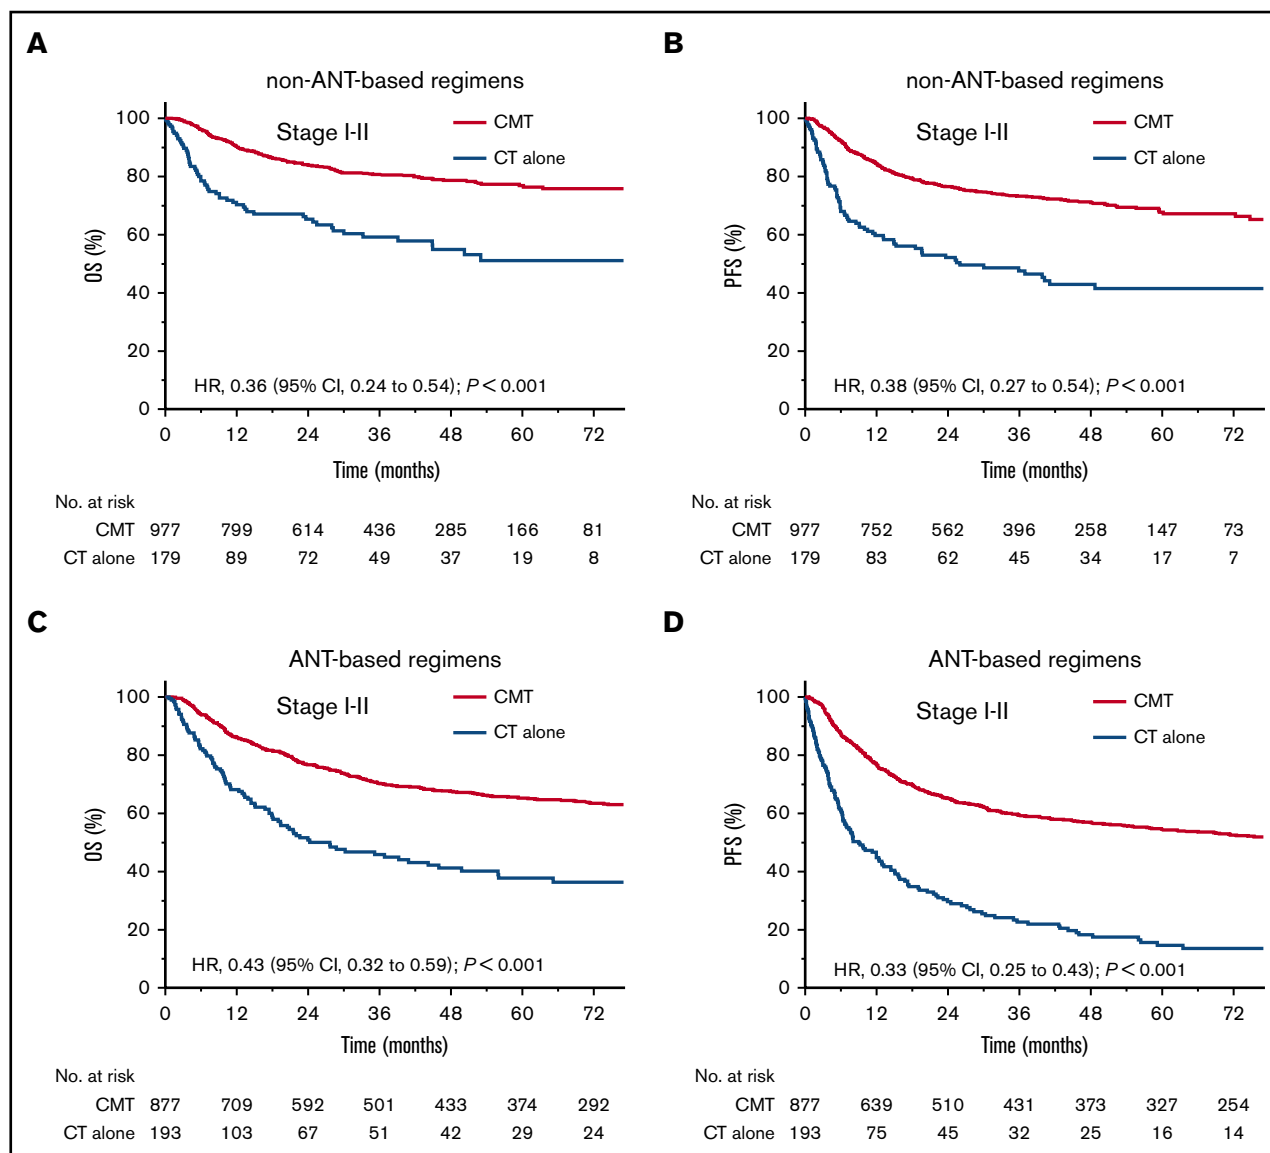 A
non-ANT-based regimens
Stage I-II
CMT
CT alone
OS (%)
100
80
60
40
20
0
HR, 0.36 (95% CI, 0.24 to 0.54); P < 0.001
0 12 24 36 48 60 72
Time (months)
No. at risk
CMT 977 799 614 436 285 166 81
CT alone 179 89 72 49 37 19 8
B
non-ANT-based regimens
Stage I-II
CMT
CT alone
PFS (%)
100
80
60
40
20
0
HR, 0.38 (95% CI, 0.27 to 0.54); P < 0.001
0 12 24 36 48 60 72
Time (months)
No. at risk
CMT 977 752 562 396 258 147 73
CT alone 179 83 62 45 34 17 7
C
ANT-based regimens
Stage I-II
CMT
CT alone
OS (%)
100
80
60
40
20
0
HR, 0.43 (95% CI, 0.32 to 0.59); P < 0.001
0 12 24 36 48 60 72
Time (months)
No. at risk
CMT 877 709 592 501 433 374 292
CT alone 193 103 67 51 42 29 24
D
ANT-based regimens
Stage I-II
CMT
CT alone
PFS (%)
100
80
60
40
20
0
HR, 0.33 (95% CI, 0.25 to 0.43); P < 0.001
0 12 24 36 48 60 72
Time (months)
No. at risk
CMT 877 639 510 431 373 327 254
CT alone 193 75 45 32 25 16 14